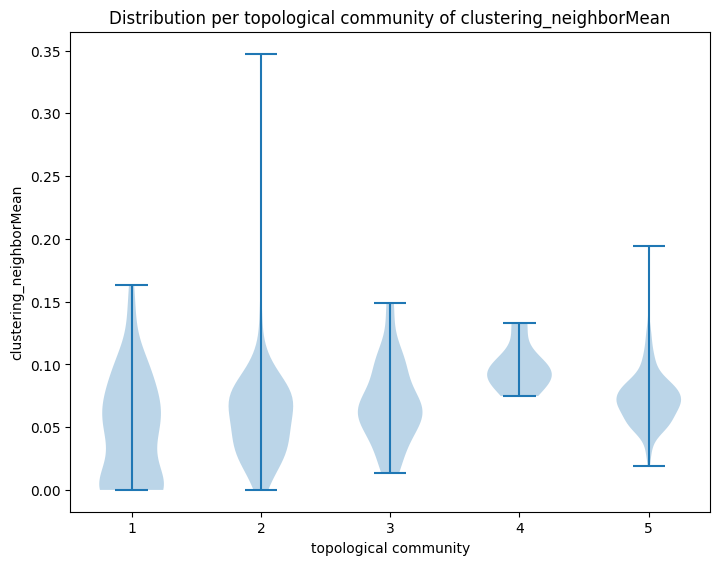 Distribution per topological community of clustering_neighborMean
0.35
0.30
0.25
0.20
0.15
0.10
0.05
0.00
clustering_neighborMean
1 2 3 4 5
topological community